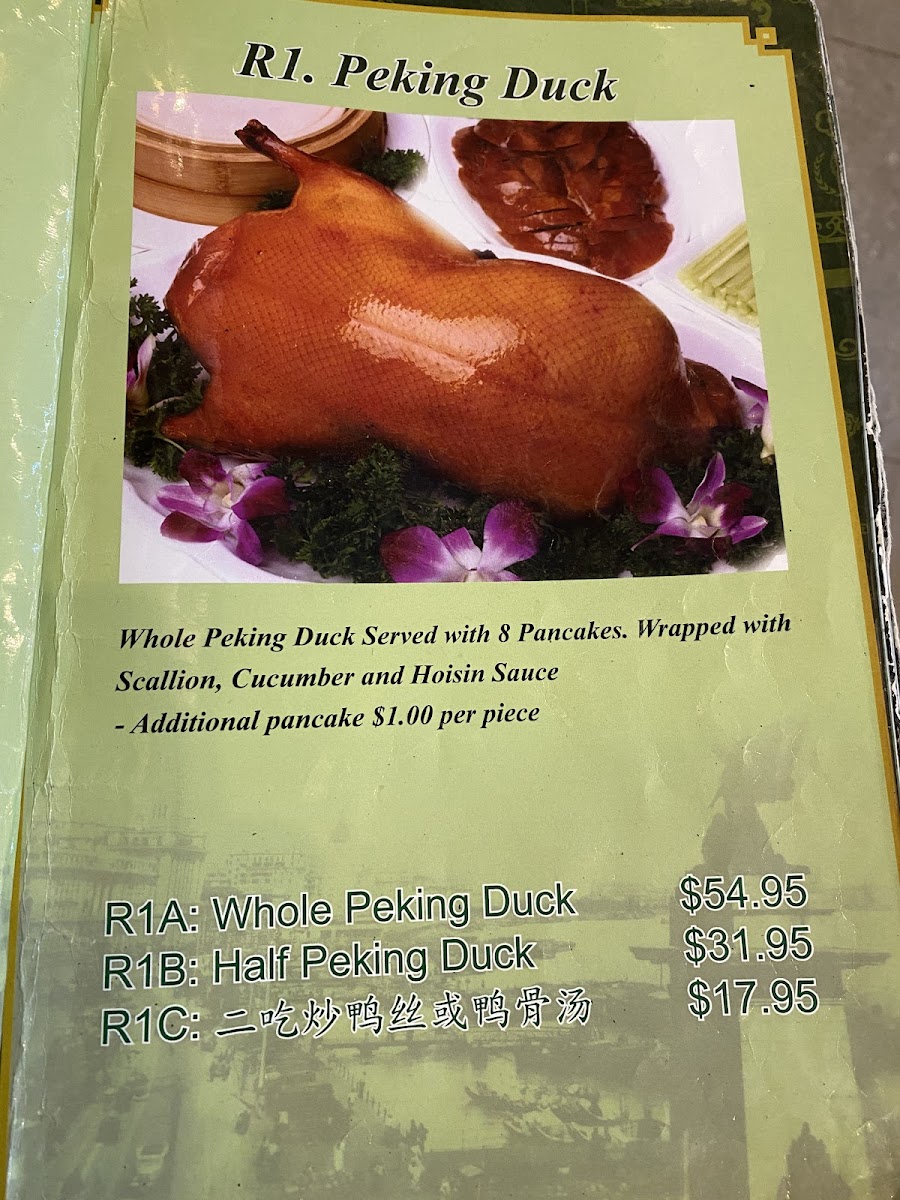 R1. Peking Duck
Whole Peking Duck Served with 8 Pancakes. Wrapped with
Scallion, Cucumber and Hoisin Sauce
- Additional pancake $1.00 per piece
R1A: Whole Peking Duck $54.95
R1B: Half Peking Duck $31.95
R1C: 二吃炒鸭丝或鸭骨汤 $17.95